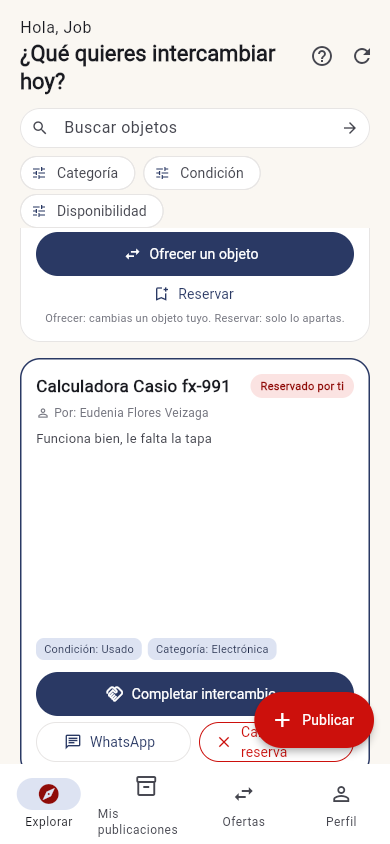 Hola, Job
¿Qué quieres intercambiar
hoy?
Buscar objetos
Categoría
Condición
Disponibilidad
Ofrecer un objeto
Reservar
Ofrecer: cambias un objeto tuyo. Reservar: solo lo apartas.
Calculadora Casio fx-991
Reservado por ti
Por: Eudenia Flores Veizaga
Funciona bien, le falta la tapa
Condición: Usado
Categoría: Electrónica
Completar intercambio
Publicar
WhatsApp
reserva
Explorar
Mis
publicaciones
Ofertas
Perfil